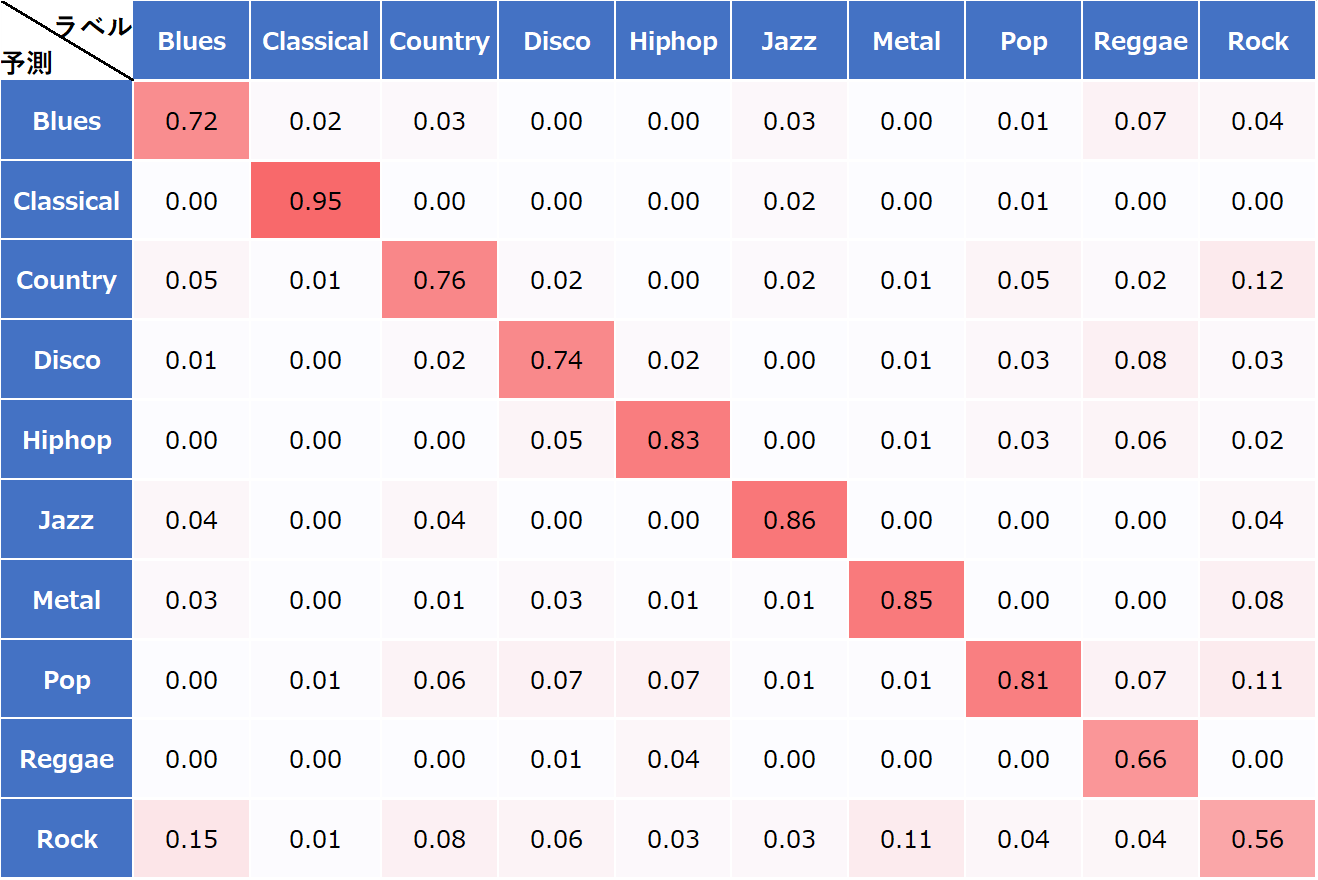 ラベル
予測
Blues Classical Country Disco Hiphop Jazz Metal Pop Reggae Rock
Blues 0.72 0.02 0.03 0.00 0.00 0.03 0.00 0.01 0.07 0.04
Classical 0.00 0.95 0.00 0.00 0.00 0.02 0.00 0.01 0.00 0.00
Country 0.05 0.01 0.76 0.02 0.00 0.02 0.01 0.05 0.02 0.12
Disco 0.01 0.00 0.02 0.74 0.02 0.00 0.01 0.03 0.08 0.03
Hiphop 0.00 0.00 0.00 0.05 0.83 0.00 0.01 0.03 0.06 0.02
Jazz 0.04 0.00 0.04 0.00 0.00 0.86 0.00 0.00 0.00 0.04
Metal 0.03 0.00 0.01 0.03 0.01 0.01 0.85 0.00 0.00 0.08
Pop 0.00 0.01 0.06 0.07 0.07 0.01 0.01 0.81 0.07 0.11
Reggae 0.00 0.00 0.00 0.01 0.04 0.00 0.00 0.00 0.66 0.00
Rock 0.15 0.01 0.08 0.06 0.03 0.03 0.11 0.04 0.04 0.56